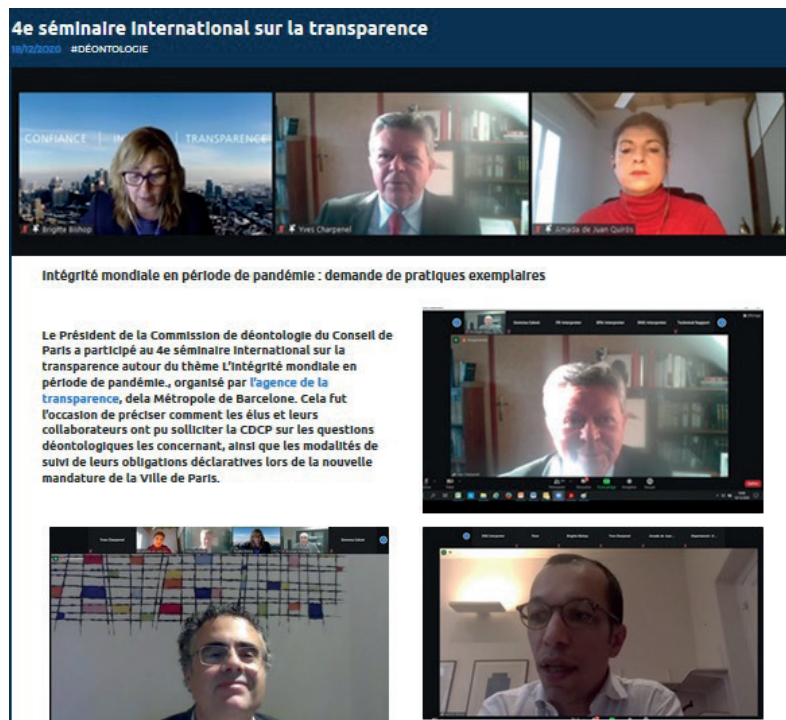 4e séminaire international sur la transparence
18/12/2020 #DÉONTOLOGIE
CONFIANCE | IN | TRANSPARENCE
Brigitte Bishop
Yves Charpenel
Amada de Juan Quirós
Intégrité mondiale en période de pandémie : demande de pratiques exemplaires
Le Président de la Commission de déontologie du Conseil de
Paris a participé au 4e séminaire international sur la
transparence autour du thème L'intégrité mondiale en
période de pandémie., organisé par l'agence de la
transparence, dela Métropole de Barcelone. Cela fut
l'occasion de préciser comment les élus et leurs
collaborateurs ont pu solliciter la CDCP sur les questions
déontologiques les concernant, ainsi que les modalités de
suivi de leurs obligations déclaratives lors de la nouvelle
mandature de la Ville de Paris.
Technical Support
Yves Charpenel
Brigitte Bishop
Yves Charpenel